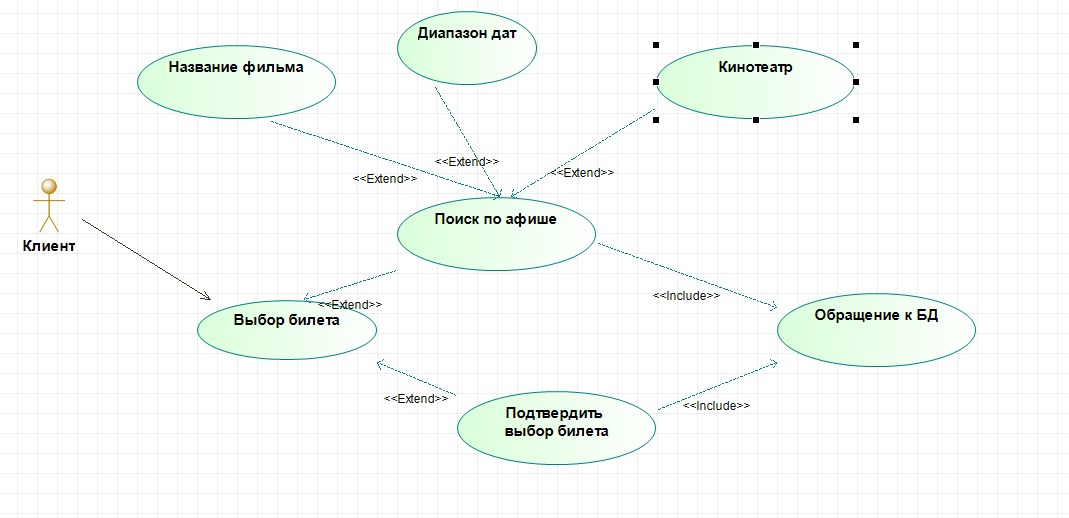 Диапазон дат
Название фильма
Кинотеатр
<<Extend>>
<<Extend>>
<<Extend>>
Поиск по афише
Клиент
<<Include>>
<<Extend>>
Выбор билета
Обращение к БД
<<Extend>>
<<Include>>
Подтвердить
выбор билета